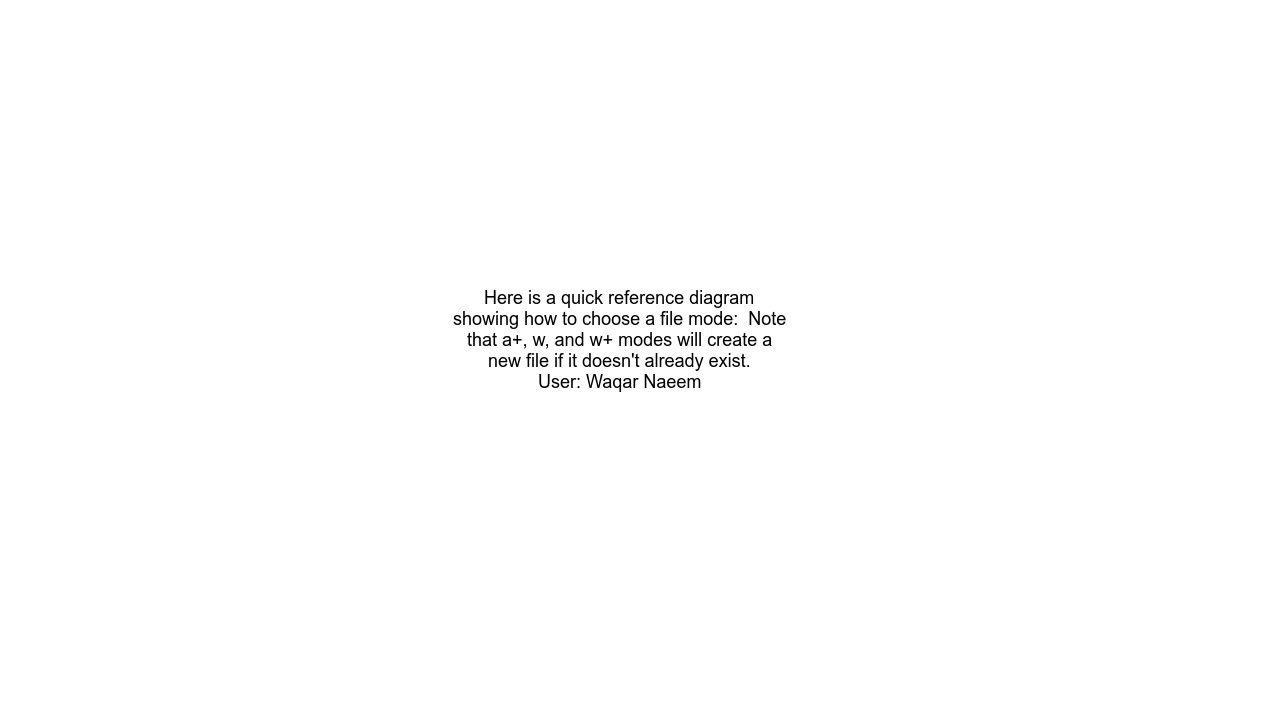 Here is a quick reference diagram
showing how to choose a file mode:  Note
that a+, w, and w+ modes will create a
new file if it doesn't already exist.
User: Waqar Naeem